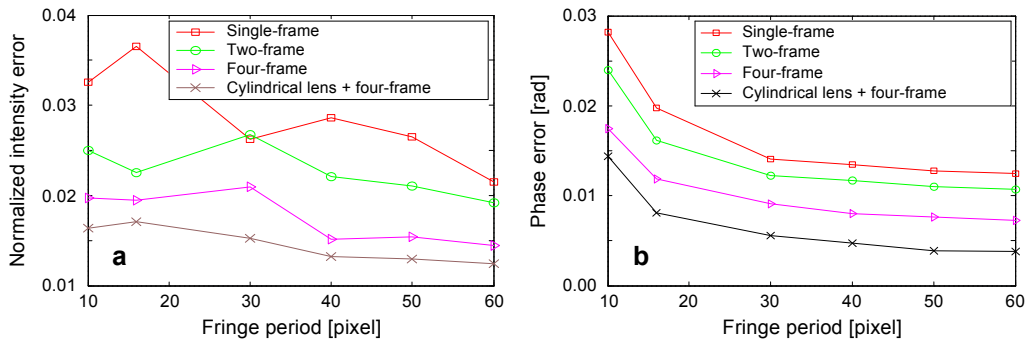 Normalized intensity error
0.04
0.03
0.02
0.01
Single-frame
Two-frame
Four-frame
Cylindrical lens + four-frame
a
10 20 30 40 50 60
Fringe period [pixel]
Phase error [rad]
0.03
0.02
0.01
0.00
Single-frame
Two-frame
Four-frame
Cylindrical lens + four-frame
b
10 20 30 40 50 60
Fringe period [pixel]